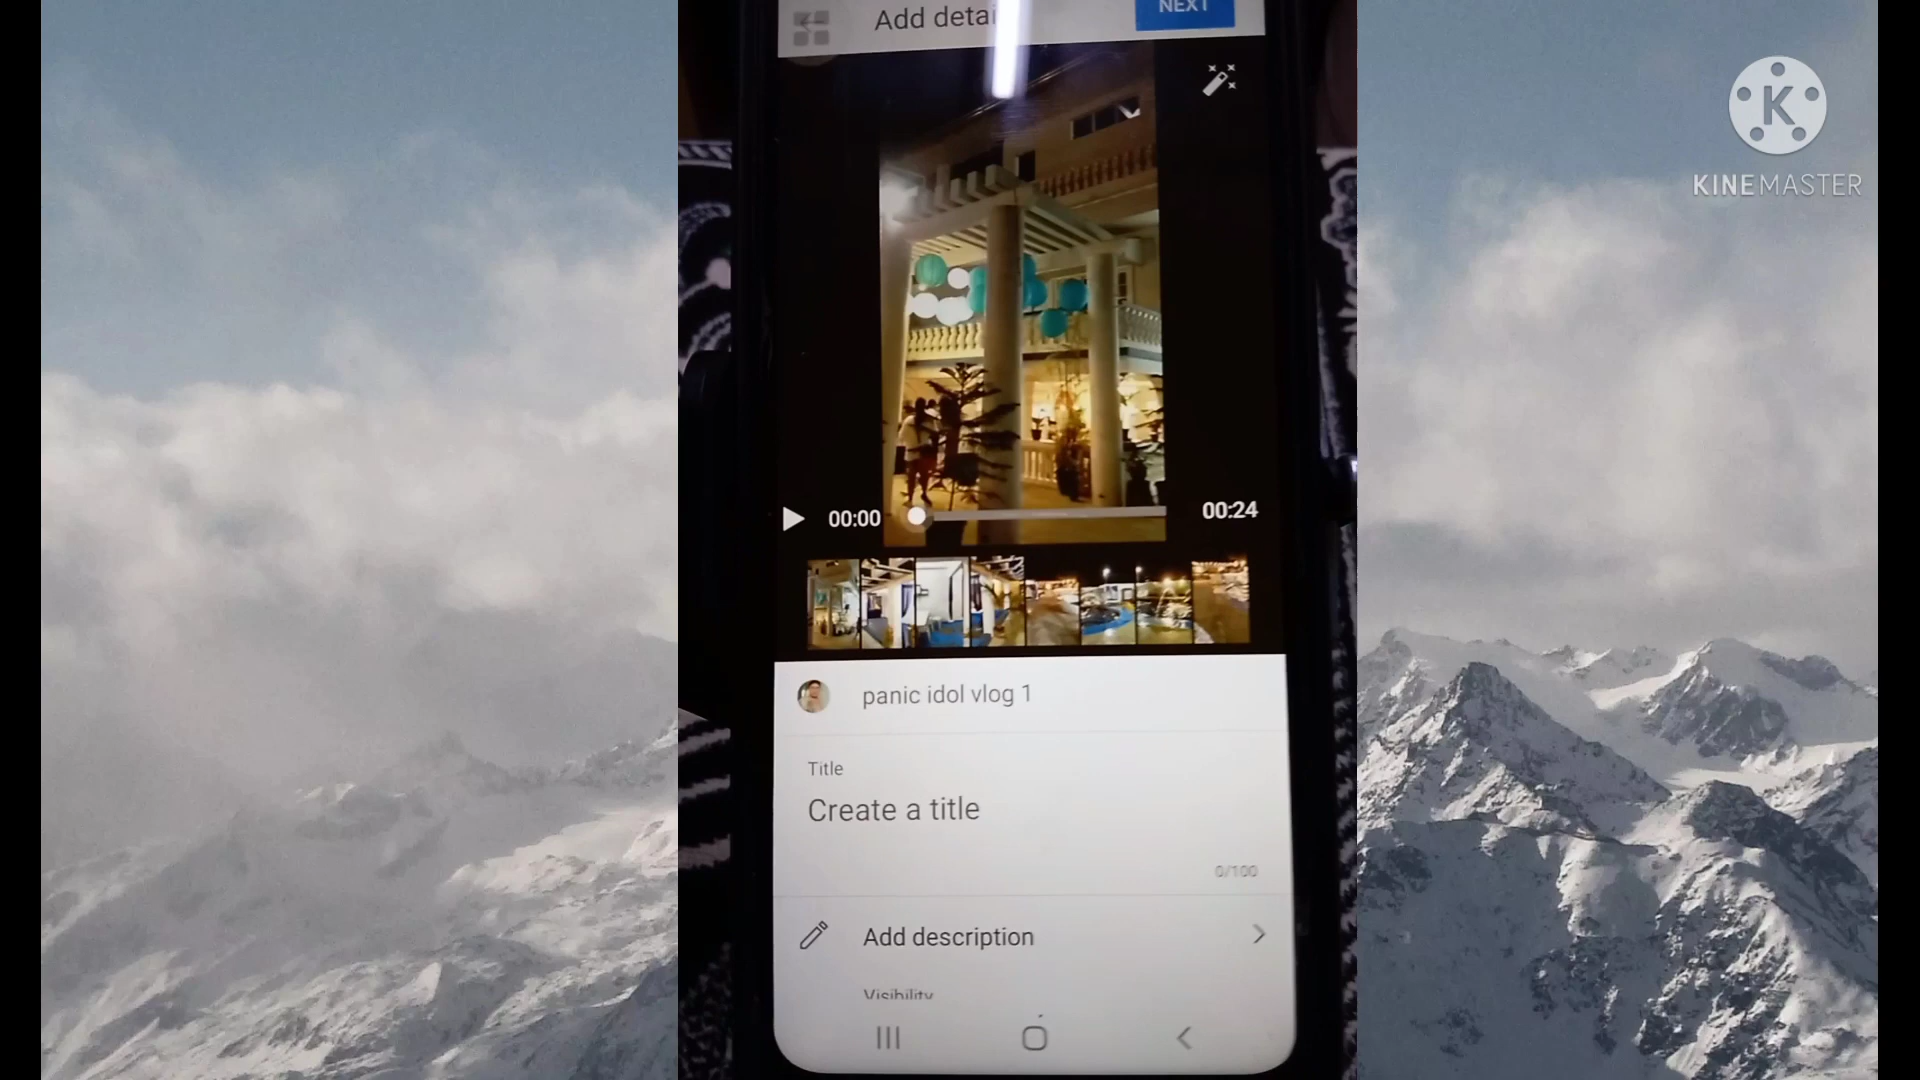 Add detai
NEXT
K
KINEMASTER
00:00
00:24
panic idol vlog 1
Title
Create a title
0/100
Add description
Visibility